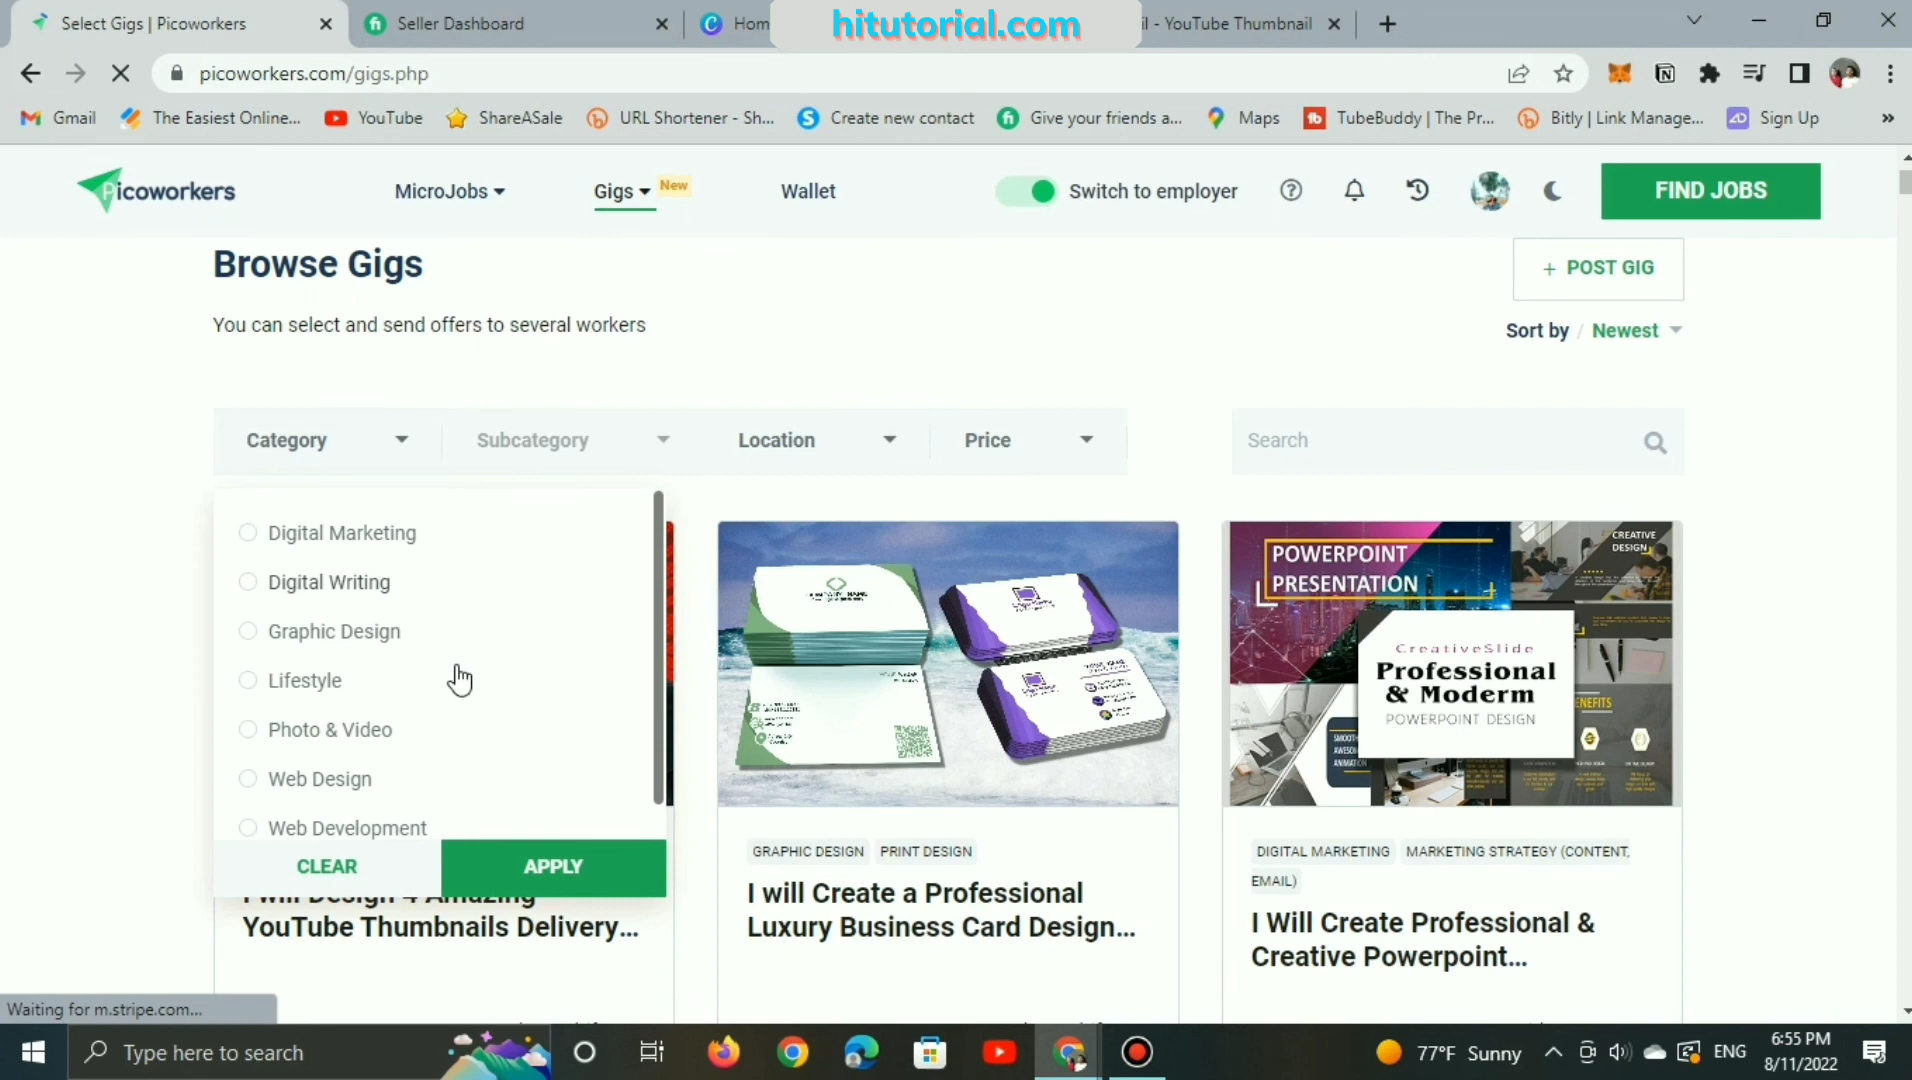 Select Gigs | Picoworkers
Seller Dashboard
Hom
hitutorial.com
l - YouTube Thumbnail
picoworkers.com/gigs.php
Gmail
The Easiest Online...
YouTube
ShareASale
URL Shortener - Sh...
Create new contact
Give your friends a...
Maps
TubeBuddy | The Pr...
Bitly | Link Manage...
Sign Up
Picoworkers
MicroJobs
Gigs
New
Wallet
Switch to employer
FIND JOBS
Browse Gigs
+ POST GIG
You can select and send offers to several workers
Sort by / Newest
Category
Subcategory
Location
Price
Search
Digital Marketing
Digital Writing
Graphic Design
Lifestyle
Photo & Video
Web Design
Web Development
CLEAR
APPLY
I will Design 4 Amazing
YouTube Thumbnails Delivery...
GRAPHIC DESIGN
PRINT DESIGN
I will Create a Professional
Luxury Business Card Design...
POWERPOINT
PRESENTATION
CREATIVE
DESIGN
CreativeSlide
Professional
& Moderm
POWERPOINT DESIGN
DIGITAL MARKETING
MARKETING STRATEGY (CONTENT,
EMAIL)
I Will Create Professional &
Creative Powerpoint...
Waiting for m.stripe.com...
Type here to search
77°F Sunny
ENG
6:55 PM
8/11/2022